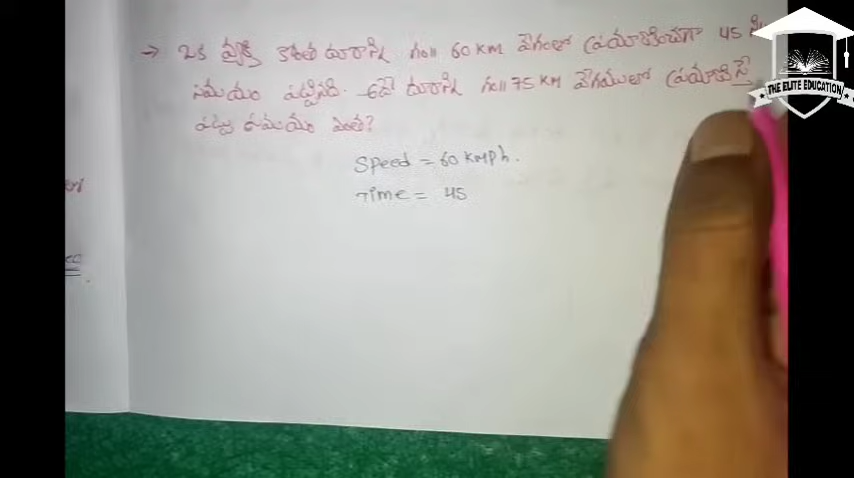 → ఒక వ్యక్తి కొంత దూరాన్ని గం॥ 60 KM వేగంతో ప్రయాణించగా 45 ని
సమయం పట్టినది. అదే దూరాన్ని గం॥ 75 KM వేగముతో ప్రయాణిస్తే
పట్టు సమయం ఎంత?
Speed = 60 KMPh.
Time = 45
THE ELITE EDUCATION